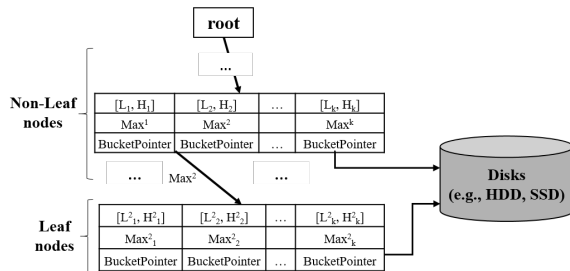 root
...
Non-Leaf
nodes
[L₁, H₁] [L₂, H₂] … [Lₖ, Hₖ]
Max¹ Max² Maxᵏ
BucketPointer BucketPointer … BucketPointer
... Max² ...
Disks
(e.g., HDD, SSD)
Leaf
nodes
[L²₁, H²₁] [L²₂, H²₂] … [L²ₖ, H²ₖ]
Max²₁ Max²₂ Max²ₖ
BucketPointer BucketPointer … BucketPointer